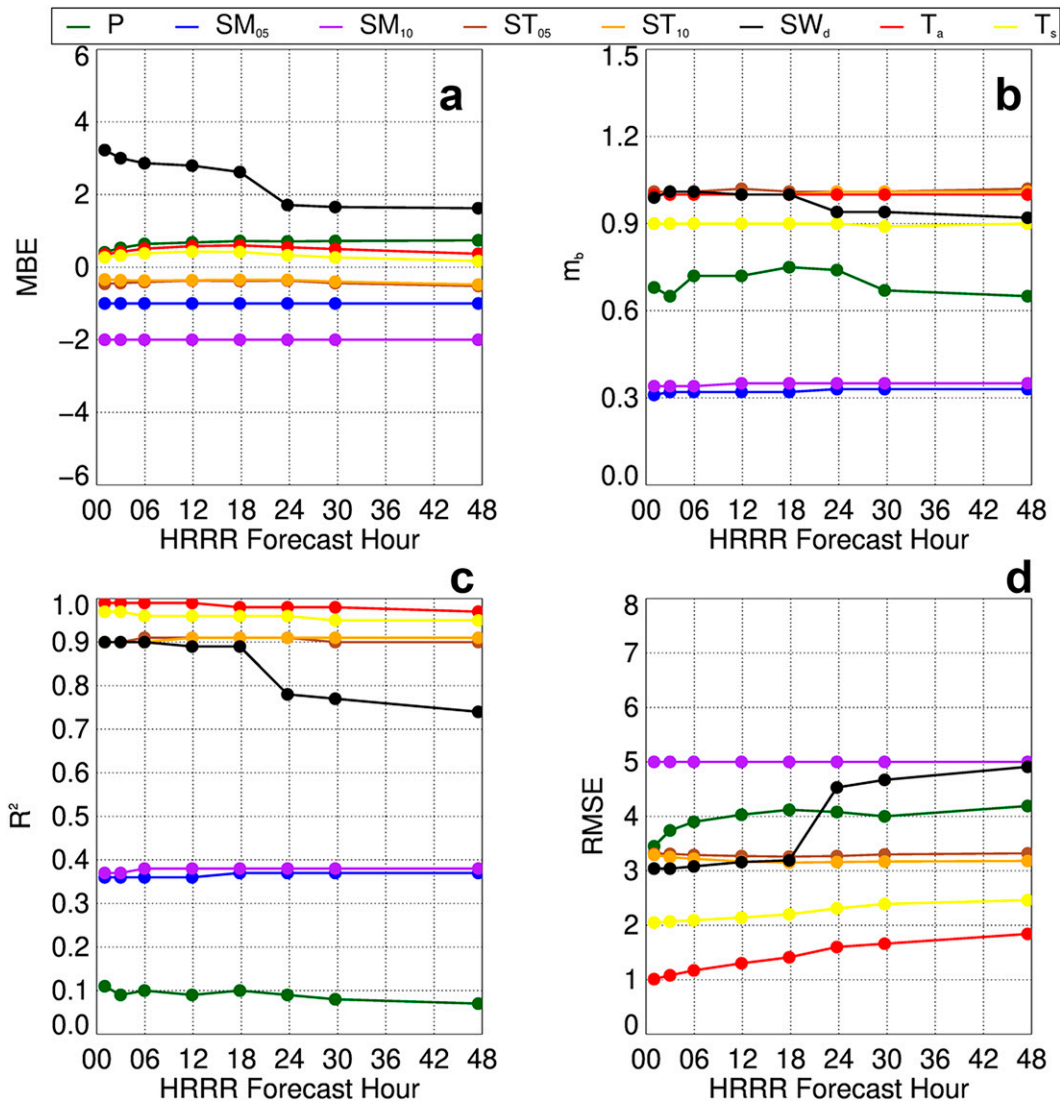 P SM₀₅ SM₁₀ ST₀₅ ST₁₀ SW_d T_a T_s
a
6
4
2
0
−2
−4
−6
MBE
00 06 12 18 24 30 36 42 48
HRRR Forecast Hour
b
1.5
1.2
0.9
0.6
0.3
0.0
m_b
00 06 12 18 24 30 36 42 48
HRRR Forecast Hour
c
1.0
0.9
0.8
0.7
0.6
0.5
0.4
0.3
0.2
0.1
0.0
R²
00 06 12 18 24 30 36 42 48
HRRR Forecast Hour
d
8
7
6
5
4
3
2
1
0
RMSE
00 06 12 18 24 30 36 42 48
HRRR Forecast Hour